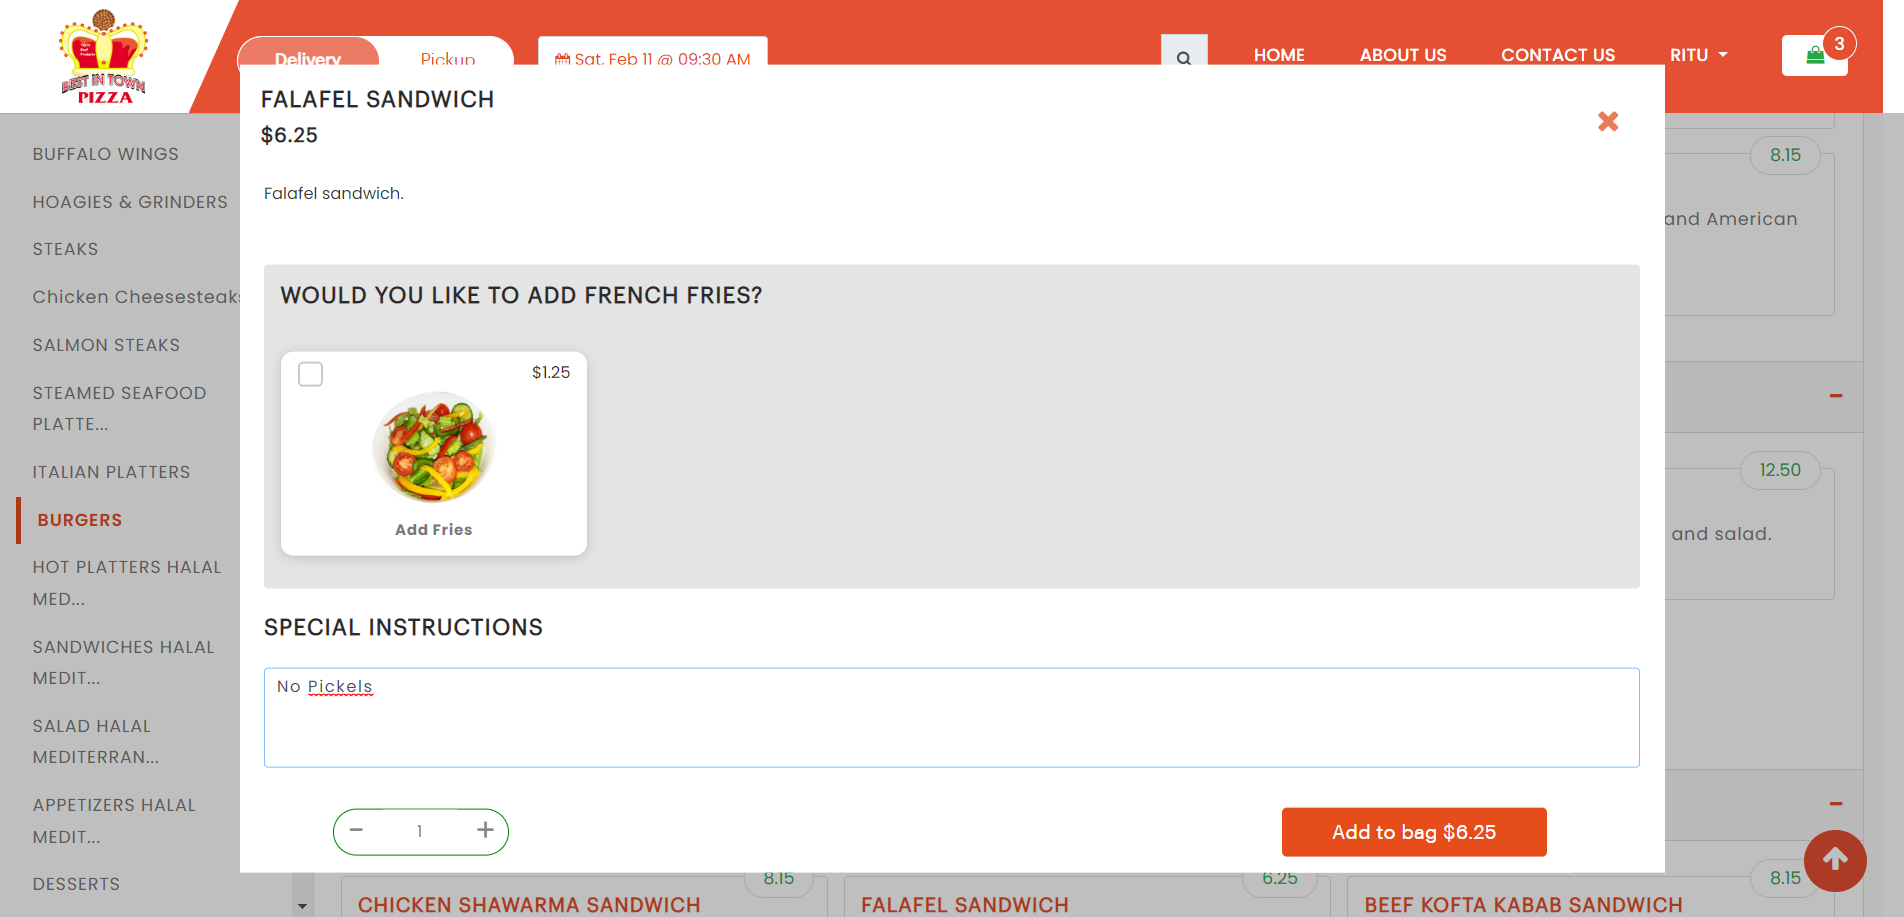 BEST IN TOWN
PIZZA
Delivery
Pickup
Sat, Feb 11 @ 09:30 AM
HOME
ABOUT US
CONTACT US
RITU
3
FALAFEL SANDWICH
$6.25
Falafel sandwich.
WOULD YOU LIKE TO ADD FRENCH FRIES?
$1.25
Add Fries
SPECIAL INSTRUCTIONS
No Pickels
1
Add to bag $6.25
BUFFALO WINGS
HOAGIES & GRINDERS
STEAKS
Chicken Cheesesteaks
SALMON STEAKS
STEAMED SEAFOOD
PLATTE...
ITALIAN PLATTERS
BURGERS
HOT PLATTERS HALAL
MED...
SANDWICHES HALAL
MEDIT...
SALAD HALAL
MEDITERRAN...
APPETIZERS HALAL
MEDIT...
DESSERTS
8.15
and American
12.50
and salad.
8.15
CHICKEN SHAWARMA SANDWICH
6.25
FALAFEL SANDWICH
8.15
BEEF KOFTA KABAB SANDWICH